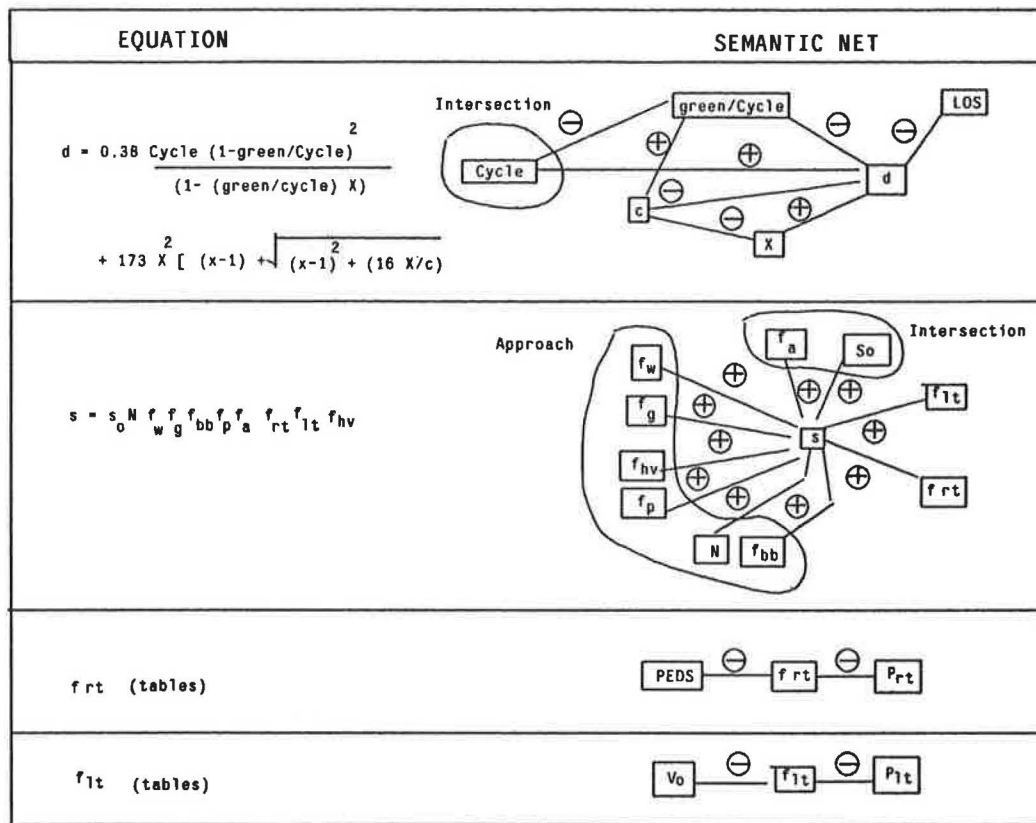 EQUATION SEMANTIC NET
Intersection
green/Cycle
LOS
2
d = 0.38 Cycle (1-green/Cycle)
(1- (green/cycle) X)
Cycle
d
c
X
2 2
+ 173 X [ (x-1) + √ (x-1) + (16 X/c)
Approach
Intersection
f a
So
f w
f lt
f g
s = s o N f w f g f bb f p f a f rt f lt f hv
s
f hv
f rt
f p
N
f bb
f rt (tables)
PEDS
f rt
P rt
f lt (tables)
V o
f lt
P lt